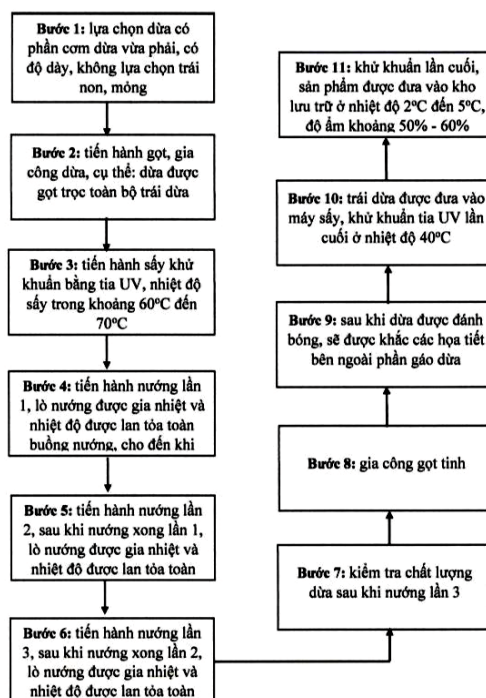 Bước 1: lựa chọn dừa có
phần cơm dừa vừa phải, có
độ dày, không lựa chọn trái
non, mỏng
Bước 2: tiến hành gọt, gia
công dừa, cụ thể: dừa được
gọt trọc toàn bộ trái dừa
Bước 3: tiến hành sấy khử
khuẩn bằng tia UV, nhiệt độ
sấy trong khoảng 60°C đến
70°C
Bước 4: tiến hành nướng lần
1, lò nướng được gia nhiệt và
nhiệt độ được lan tỏa toàn
buồng nướng, cho đến khi
Bước 5: tiến hành nướng lần
2, sau khi nướng xong lần 1,
lò nướng được gia nhiệt và
nhiệt độ được lan tỏa toàn
Bước 6: tiến hành nướng lần
3, sau khi nướng xong lần 2,
lò nướng được gia nhiệt và
nhiệt độ được lan tỏa toàn
Bước 7: kiểm tra chất lượng
dừa sau khi nướng lần 3
Bước 8: gia công gọt tinh
Bước 9: sau khi dừa được đánh
bóng, sẽ được khắc các họa tiết
bên ngoài phần gáo dừa
Bước 10: trái dừa được đưa vào
máy sấy, khử khuẩn tia UV lần
cuối ở nhiệt độ 40°C
Bước 11: khử khuẩn lần cuối,
sản phẩm được đưa vào kho
lưu trữ ở nhiệt độ 2°C đến 5°C,
độ ẩm khoảng 50% - 60%